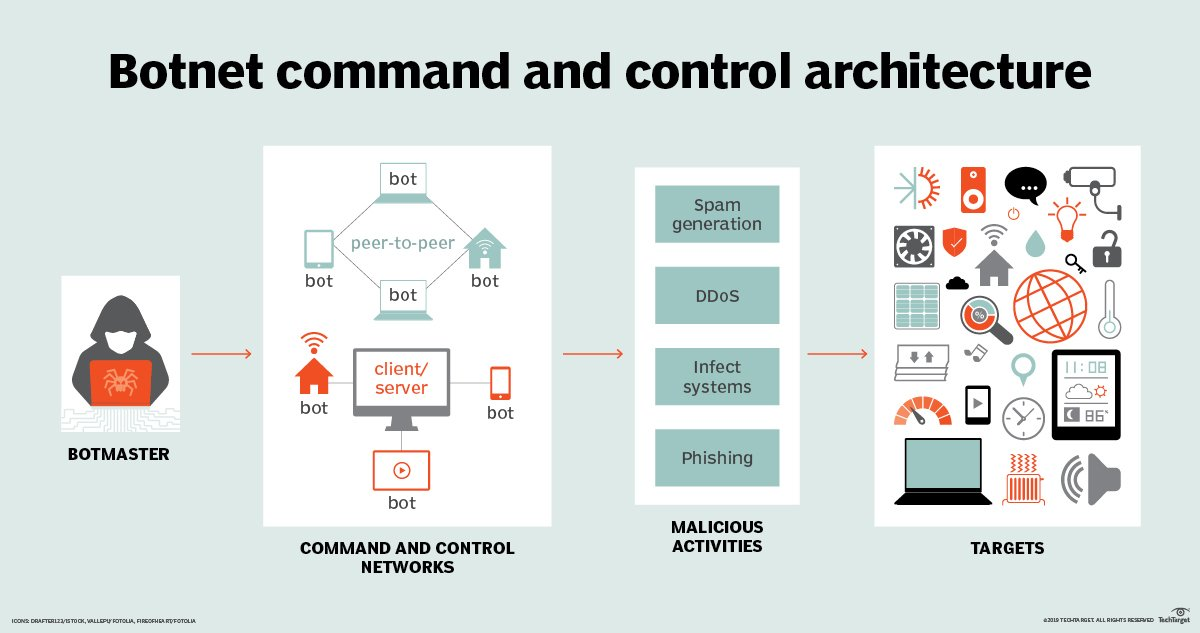 Botnet command and control architecture
bot
peer-to-peer
bot
bot
bot
client/
server
bot
bot
bot
BOTMASTER
COMMAND AND CONTROL
NETWORKS
Spam
generation
DDoS
Infect
systems
Phishing
MALICIOUS
ACTIVITIES
%
11:08
86%
TARGETS
ICONS: DRAFTER123/ISTOCK, VALLEPU/FOTOLIA, FIREOFHEART/FOTOLIA
©2019 TECHTARGET. ALL RIGHTS RESERVED
TechTarget